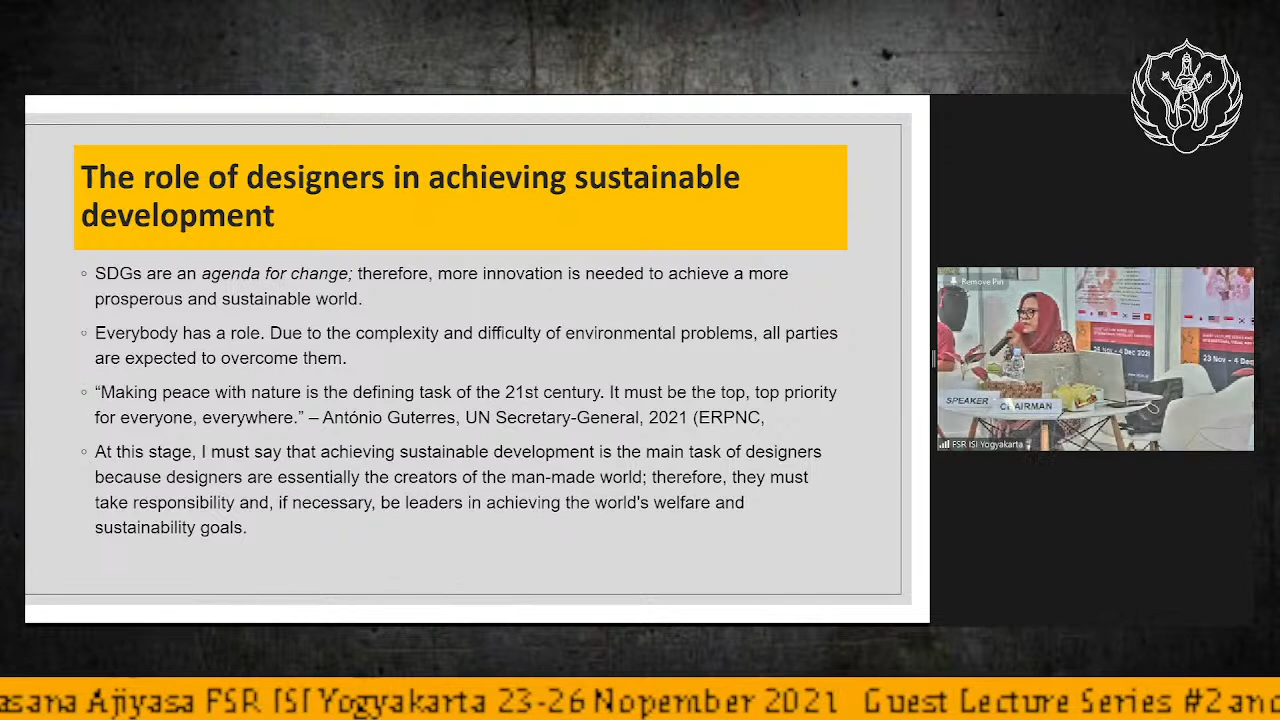 The role of designers in achieving sustainable
development
◦ SDGs are an agenda for change; therefore, more innovation is needed to achieve a more
prosperous and sustainable world.
◦ Everybody has a role. Due to the complexity and difficulty of environmental problems, all parties
are expected to overcome them.
◦ “Making peace with nature is the defining task of the 21st century. It must be the top, top priority
for everyone, everywhere.” – António Guterres, UN Secretary-General, 2021 (ERPNC,
◦ At this stage, I must say that achieving sustainable development is the main task of designers
because designers are essentially the creators of the man-made world; therefore, they must
take responsibility and, if necessary, be leaders in achieving the world's welfare and
sustainability goals.
Remove Pin
26 Nov - 4 Dec 2021
23 Nov - 4 Dec
SPEAKER
CHAIRMAN
FSR ISI Yogyakarta
asana Ajiyasa FSR ISI Yogyakarta 23-26 Nopember 2021 Guest Lecture Series #2 and